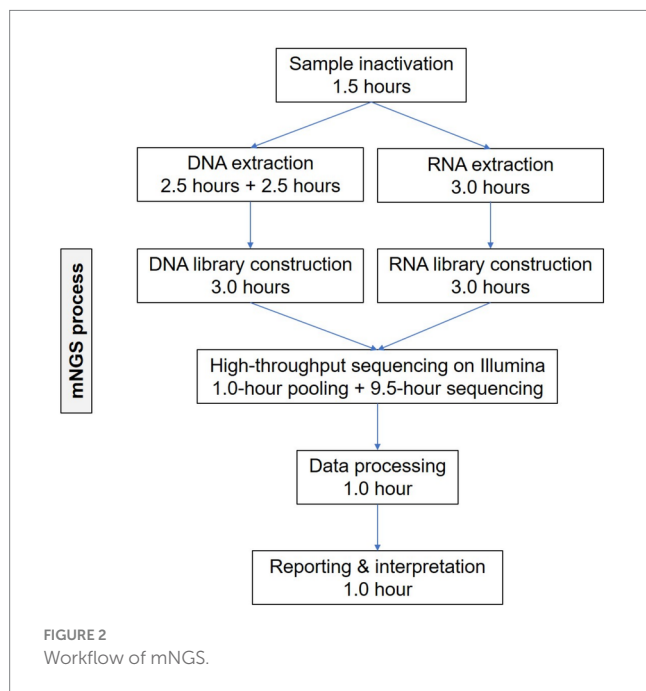 Sample inactivation
1.5 hours
DNA extraction
2.5 hours + 2.5 hours
RNA extraction
3.0 hours
mNGS process
DNA library construction
3.0 hours
RNA library construction
3.0 hours
High-throughput sequencing on Illumina
1.0-hour pooling + 9.5-hour sequencing
Data processing
1.0 hour
Reporting & interpretation
1.0 hour
FIGURE 2
Workflow of mNGS.